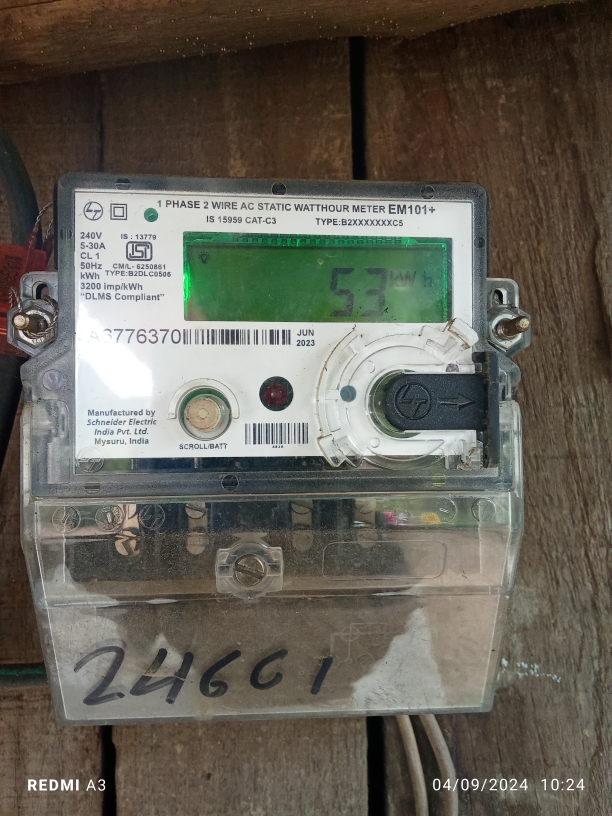 1 PHASE 2 WIRE AC STATIC WATTHOUR METER EM101+
IS 15959 CAT-C3 TYPE:B2XXXXXXXC5
240V IS : 13779
5-30A
CL 1
50Hz CM/L- 6250861
kWh TYPE:B2DLC0506
3200 imp/kWh
"DLMS Compliant"
53 kWh
A6776370
JUN
2023
Manufactured by
Schneider Electric
India Pvt. Ltd.
Mysuru, India
SCROLL/BATT
24661
REDMI A3
04/09/2024 10:24